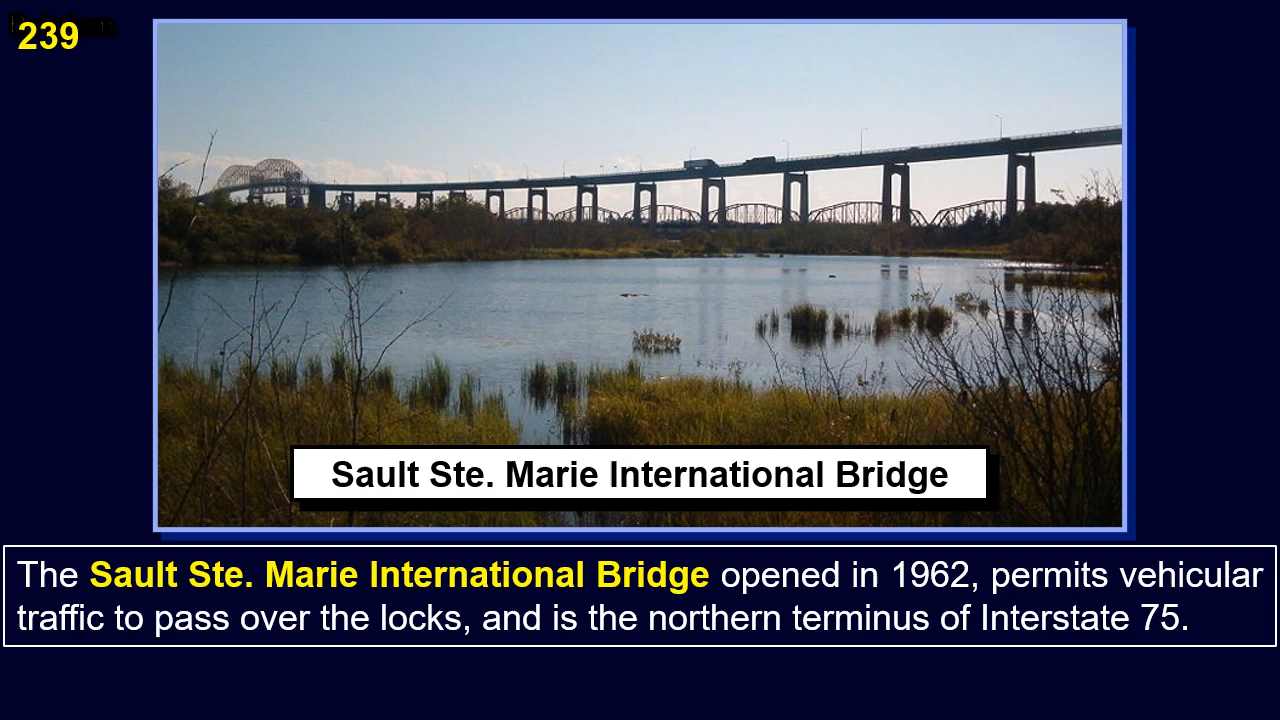 239
Sault Ste. Marie International Bridge
The Sault Ste. Marie International Bridge opened in 1962, permits vehicular
traffic to pass over the locks, and is the northern terminus of Interstate 75.